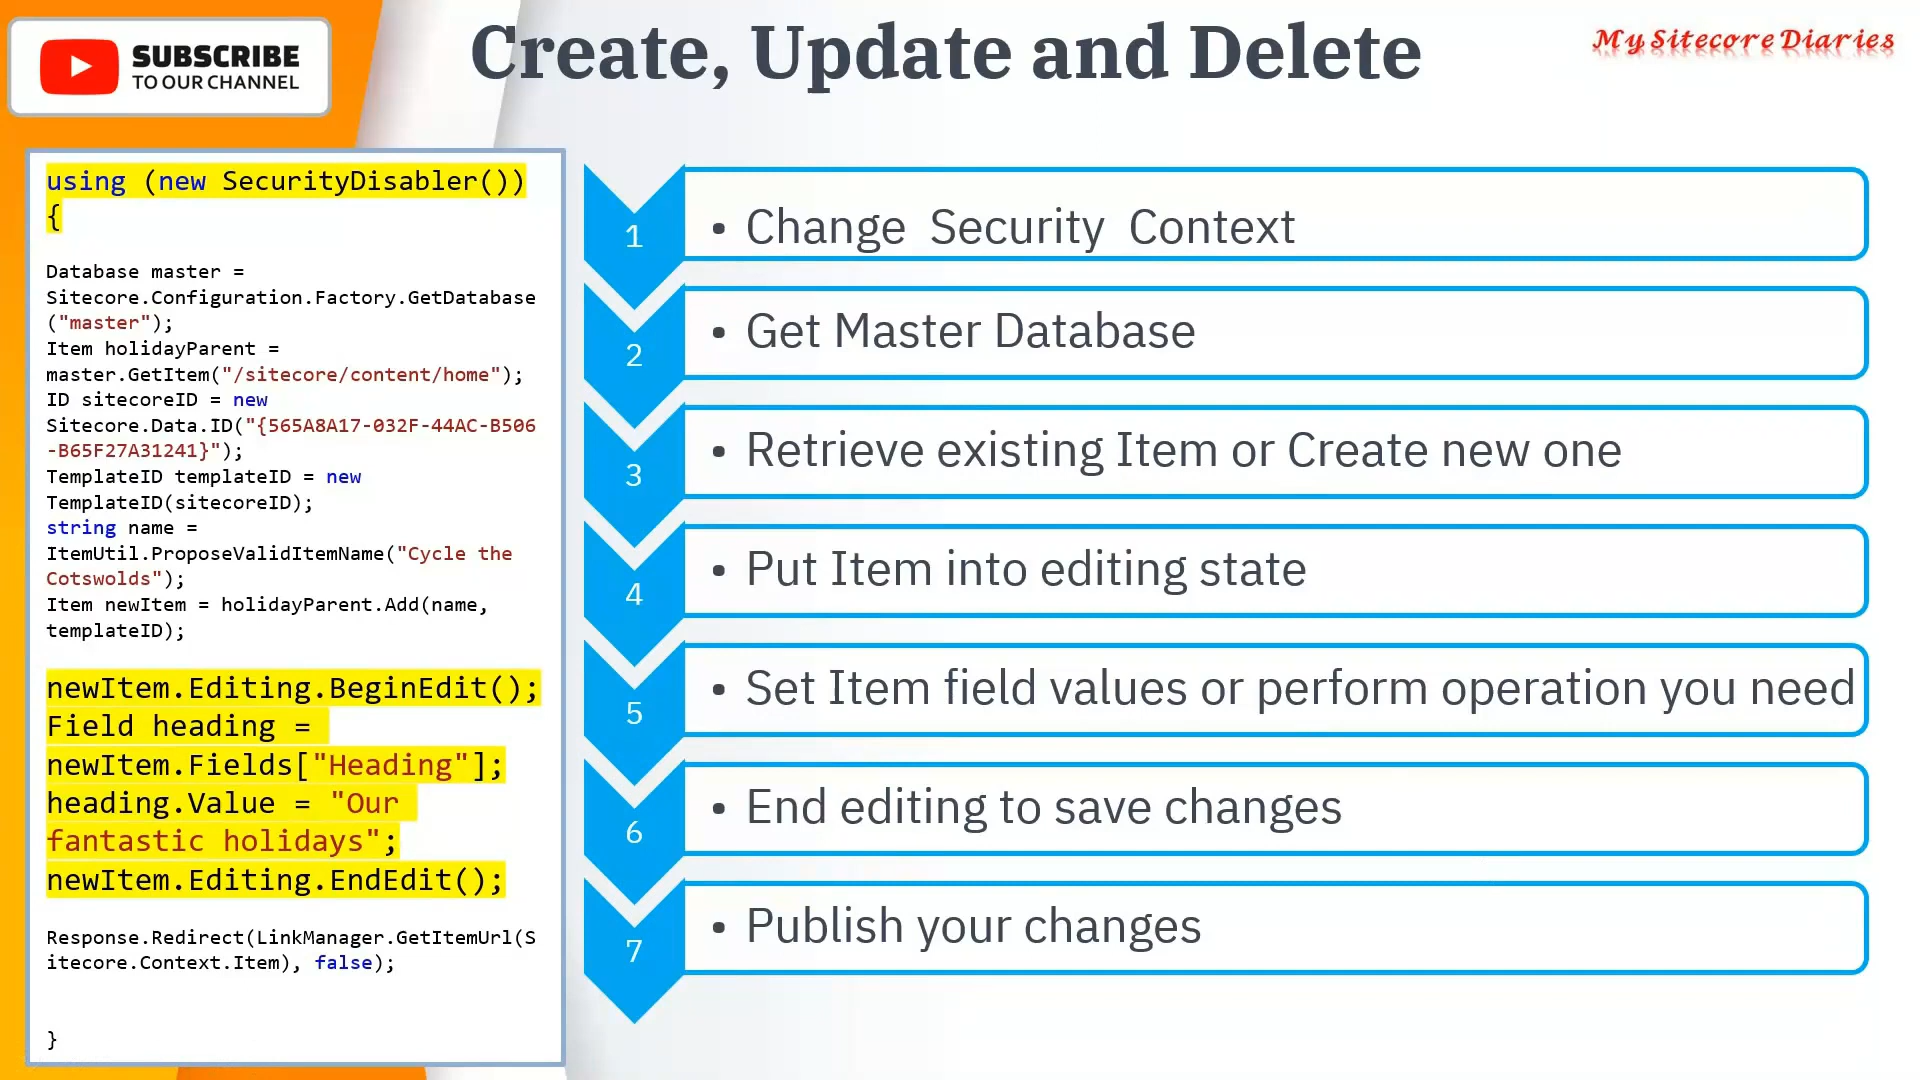 SUBSCRIBE
TO OUR CHANNEL
Create, Update and Delete
My Sitecore Diaries
using (new SecurityDisabler())
{
Database master =
Sitecore.Configuration.Factory.GetDatabase
("master");
Item holidayParent =
master.GetItem("/sitecore/content/home");
ID sitecoreID = new
Sitecore.Data.ID("{565A8A17-032F-44AC-B506
-B65F27A31241}");
TemplateID templateID = new
TemplateID(sitecoreID);
string name =
ItemUtil.ProposeValidItemName("Cycle the
Cotswolds");
Item newItem = holidayParent.Add(name,
templateID);
newItem.Editing.BeginEdit();
Field heading =
newItem.Fields["Heading"];
heading.Value = "Our
fantastic holidays";
newItem.Editing.EndEdit();
Response.Redirect(LinkManager.GetItemUrl(S
itecore.Context.Item), false);
}
1
• Change Security Context
2
• Get Master Database
3
• Retrieve existing Item or Create new one
4
• Put Item into editing state
5
• Set Item field values or perform operation you need
6
• End editing to save changes
7
• Publish your changes